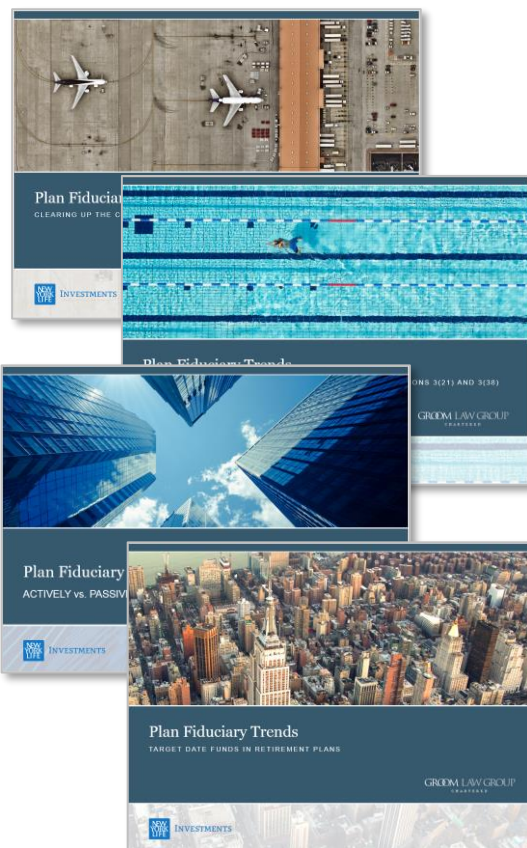 Plan Fiducia
CLEARING UP THE C
NEW YORK LIFE INVESTMENTS
Plan Fiduciary Trends
ONS 3(21) AND 3(38)
GROOM LAW GROUP
CHARTERED
Plan Fiduciary
ACTIVELY vs. PASSIV
NEW YORK LIFE INVESTMENTS
Plan Fiduciary Trends
TARGET DATE FUNDS IN RETIREMENT PLANS
GROOM LAW GROUP
CHARTERED
NEW YORK LIFE INVESTMENTS